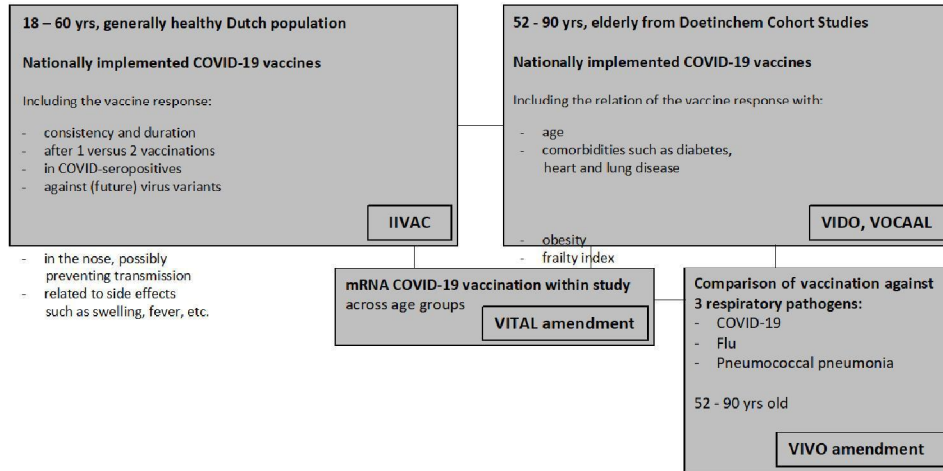 18 – 60 yrs, generally healthy Dutch population
Nationally implemented COVID-19 vaccines
Including the vaccine response:
- consistency and duration
- after 1 versus 2 vaccinations
- in COVID-seropositives
- against (future) virus variants
IIVAC
- in the nose, possibly
preventing transmission
- related to side effects
such as swelling, fever, etc.
52 - 90 yrs, elderly from Doetinchem Cohort Studies
Nationally implemented COVID-19 vaccines
Including the relation of the vaccine response with:
- age
- comorbidities such as diabetes,
heart and lung disease
VIDO, VOCAAL
- obesity
- frailty index
mRNA COVID-19 vaccination within study
across age groups
VITAL amendment
Comparison of vaccination against
3 respiratory pathogens:
- COVID-19
- Flu
- Pneumococcal pneumonia
52 - 90 yrs old
VIVO amendment